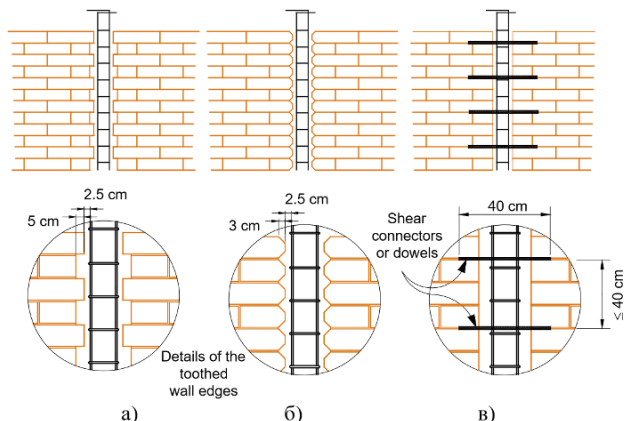 2.5 cm
5 cm
2.5 cm
3 cm
40 cm
Shear
connectors
or dowels
≤ 40 cm
Details of the
toothed
wall edges
а)
б)
в)